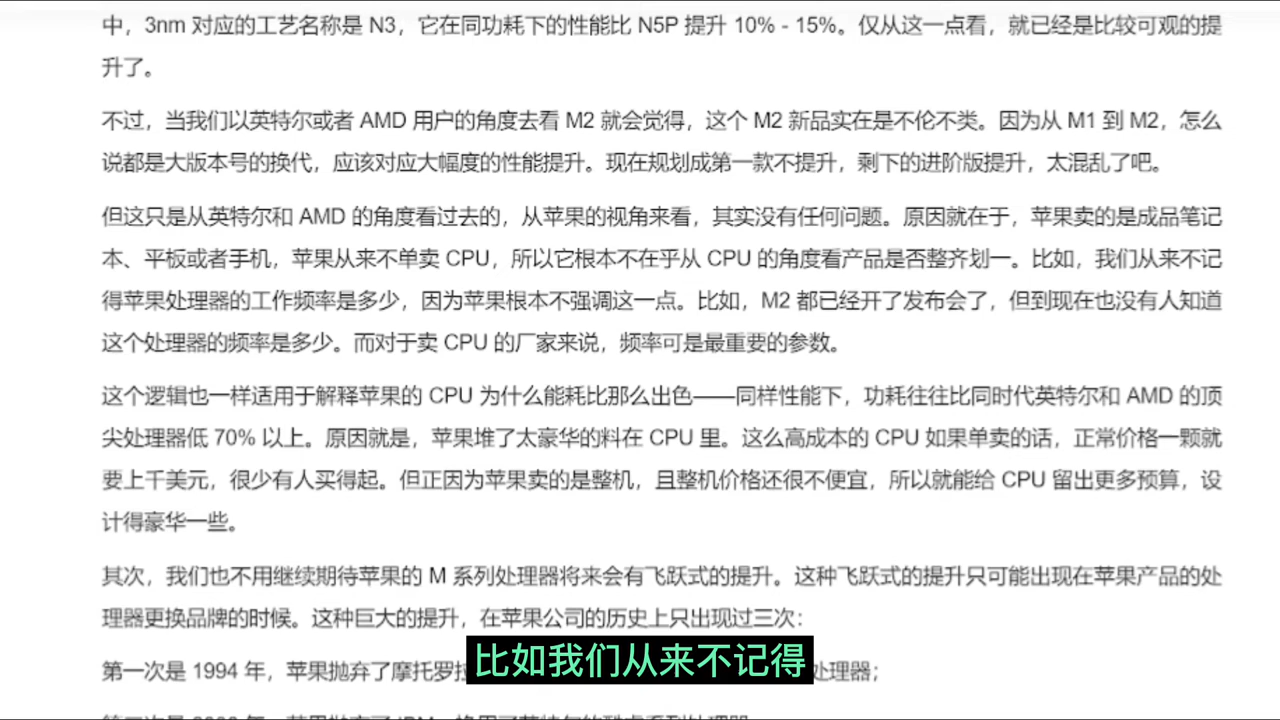 中，3nm 对应的工艺名称是 N3，它在同功耗下的性能比 N5P 提升 10% - 15%。仅从这一点看，就已经是比较可观的提
升了。
不过，当我们以英特尔或者 AMD 用户的角度去看 M2 就会觉得，这个 M2 新品实在是不伦不类。因为从 M1 到 M2，怎么
说都是大版本号的换代，应该对应大幅度的性能提升。现在规划成第一款不提升，剩下的进阶版提升，太混乱了吧。
但这只是从英特尔和 AMD 的角度看过去的，从苹果的视角来看，其实没有任何问题。原因就在于，苹果卖的是成品笔记
本、平板或者手机，苹果从来不单卖 CPU，所以它根本不在乎从 CPU 的角度看产品是否整齐划一。比如，我们从来不记
得苹果处理器的工作频率是多少，因为苹果根本不强调这一点。比如，M2 都已经开了发布会了，但到现在也没有人知道
这个处理器的频率是多少。而对于卖 CPU 的厂家来说，频率可是最重要的参数。
这个逻辑也一样适用于解释苹果的 CPU 为什么能耗比那么出色——同样性能下，功耗往往比同时代英特尔和 AMD 的顶
尖处理器低 70% 以上。原因就是，苹果堆了太豪华的料在 CPU 里。这么高成本的 CPU 如果单卖的话，正常价格一颗就
要上千美元，很少有人买得起。但正因为苹果卖的是整机，且整机价格还很不便宜，所以就能给 CPU 留出更多预算，设
计得豪华一些。
其次，我们也不用继续期待苹果的 M 系列处理器将来会有飞跃式的提升。这种飞跃式的提升只可能出现在苹果产品的处
理器更换品牌的时候。这种巨大的提升，在苹果公司的历史上只出现过三次：
第一次是 1994 年，苹果抛弃了摩托罗拉 处理器；
比如我们从来不记得